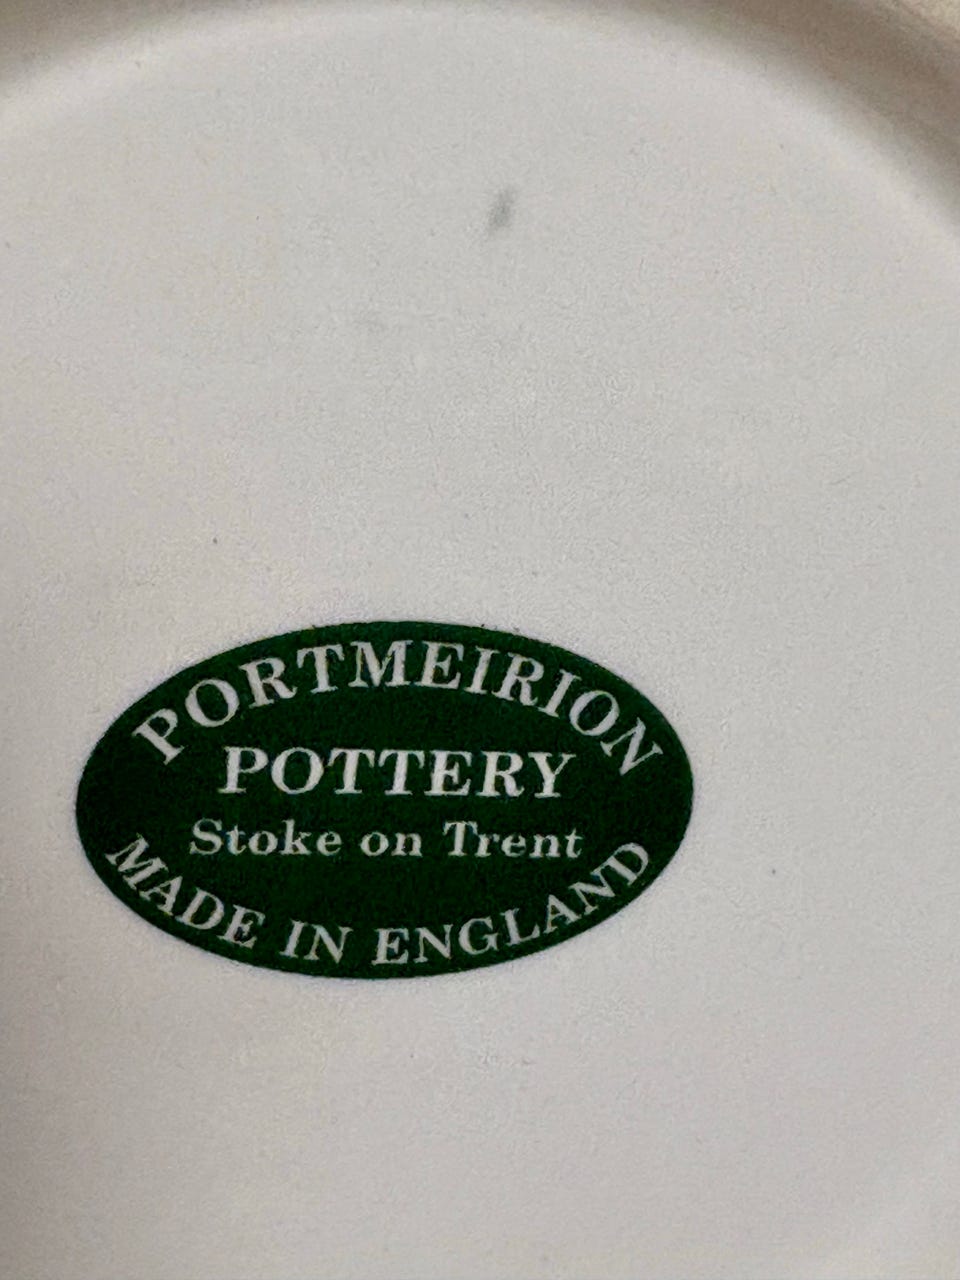 PORTMEIRION
POTTERY
Stoke on Trent
MADE IN ENGLAND